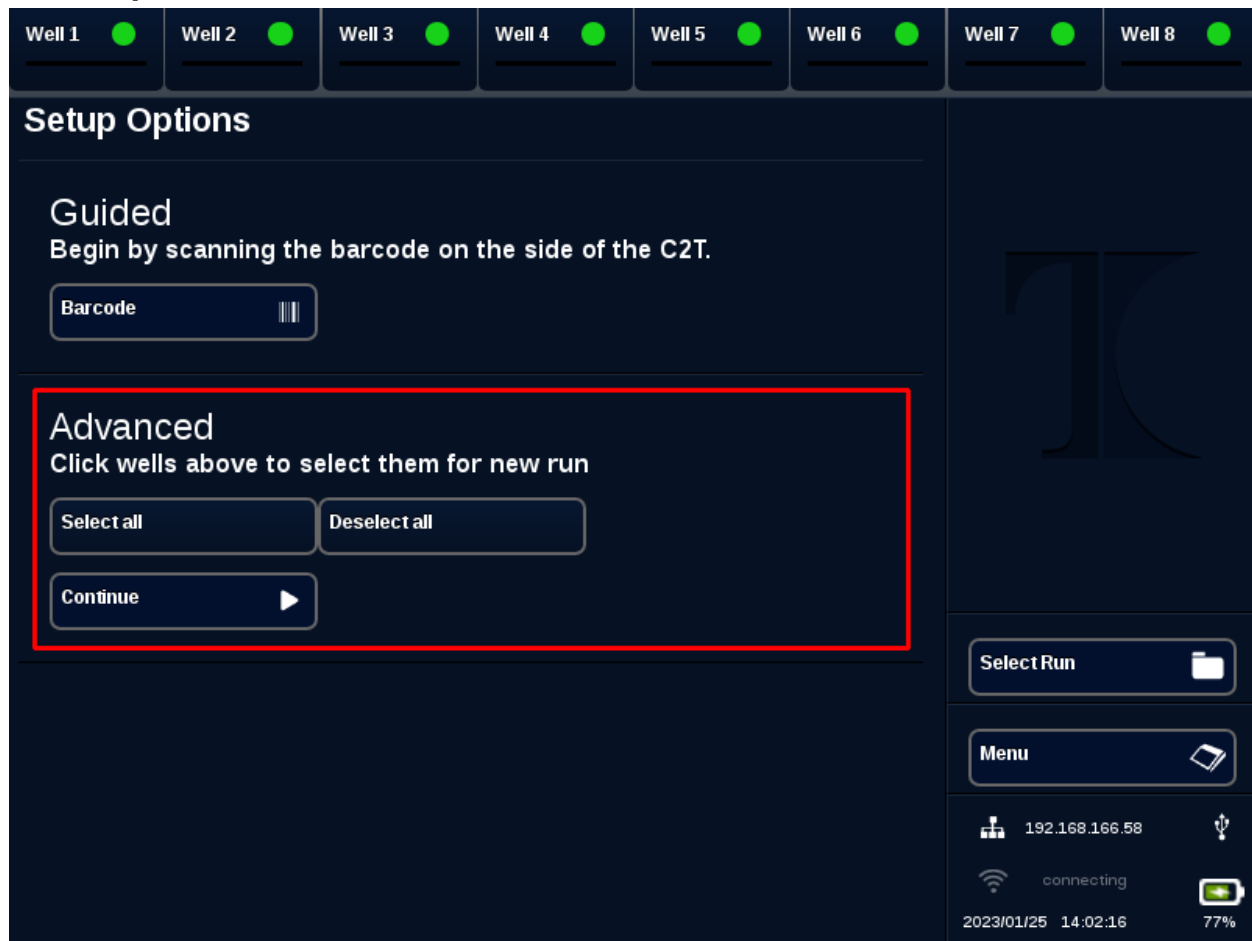 Well 1 Well 2 Well 3 Well 4 Well 5 Well 6 Well 7 Well 8
Setup Options
Guided
Begin by scanning the barcode on the side of the C2T.
Barcode
Advanced
Click wells above to select them for new run
Select all Deselect all
Continue
TC
Select Run
Menu
192.168.166.58
connecting
2023/01/25 14:02:16 77%